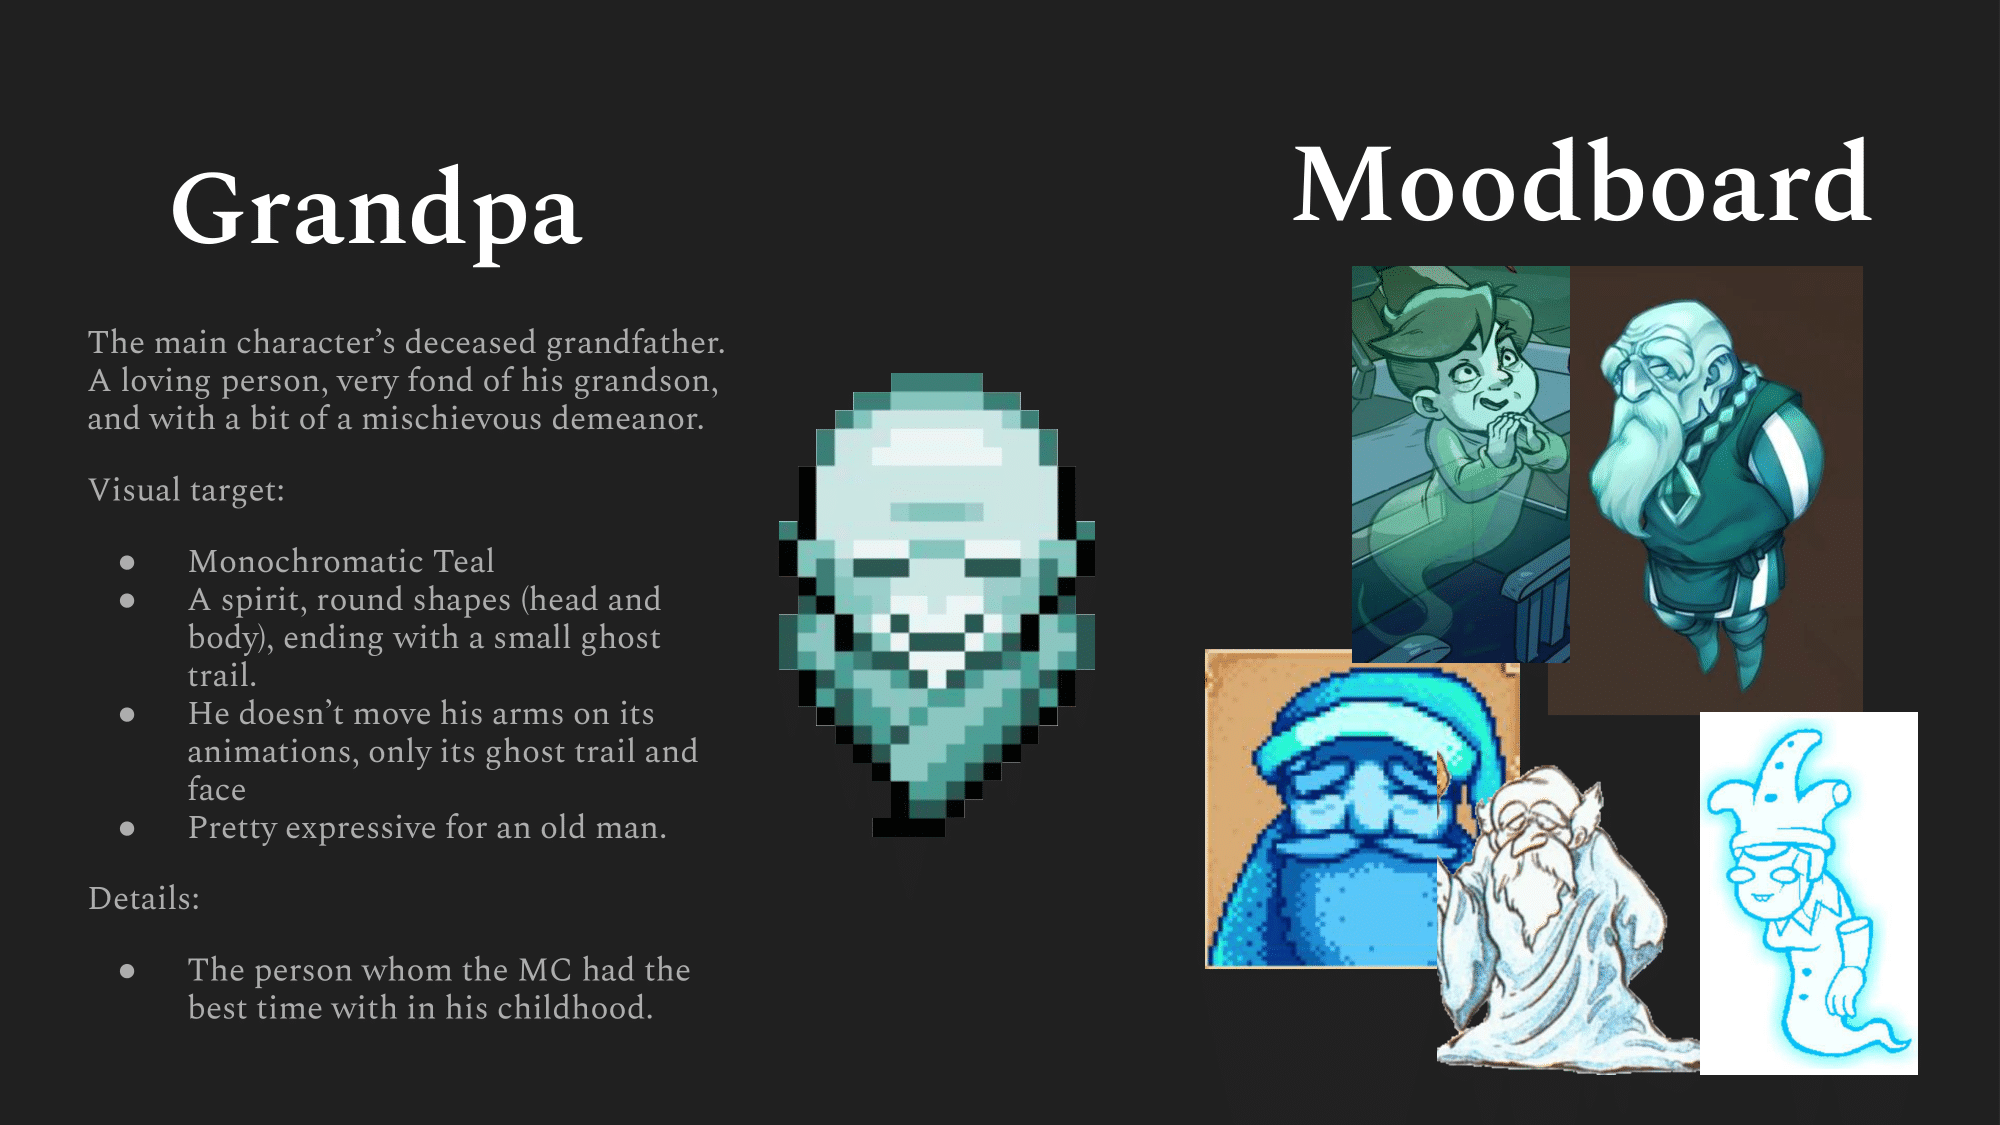 Grandpa
The main character’s deceased grandfather.
A loving person, very fond of his grandson,
and with a bit of a mischievous demeanor.
Visual target:
● Monochromatic Teal
● A spirit, round shapes (head and
body), ending with a small ghost
trail.
● He doesn’t move his arms on its
animations, only its ghost trail and
face
● Pretty expressive for an old man.
Details:
● The person whom the MC had the
best time with in his childhood.
Moodboard